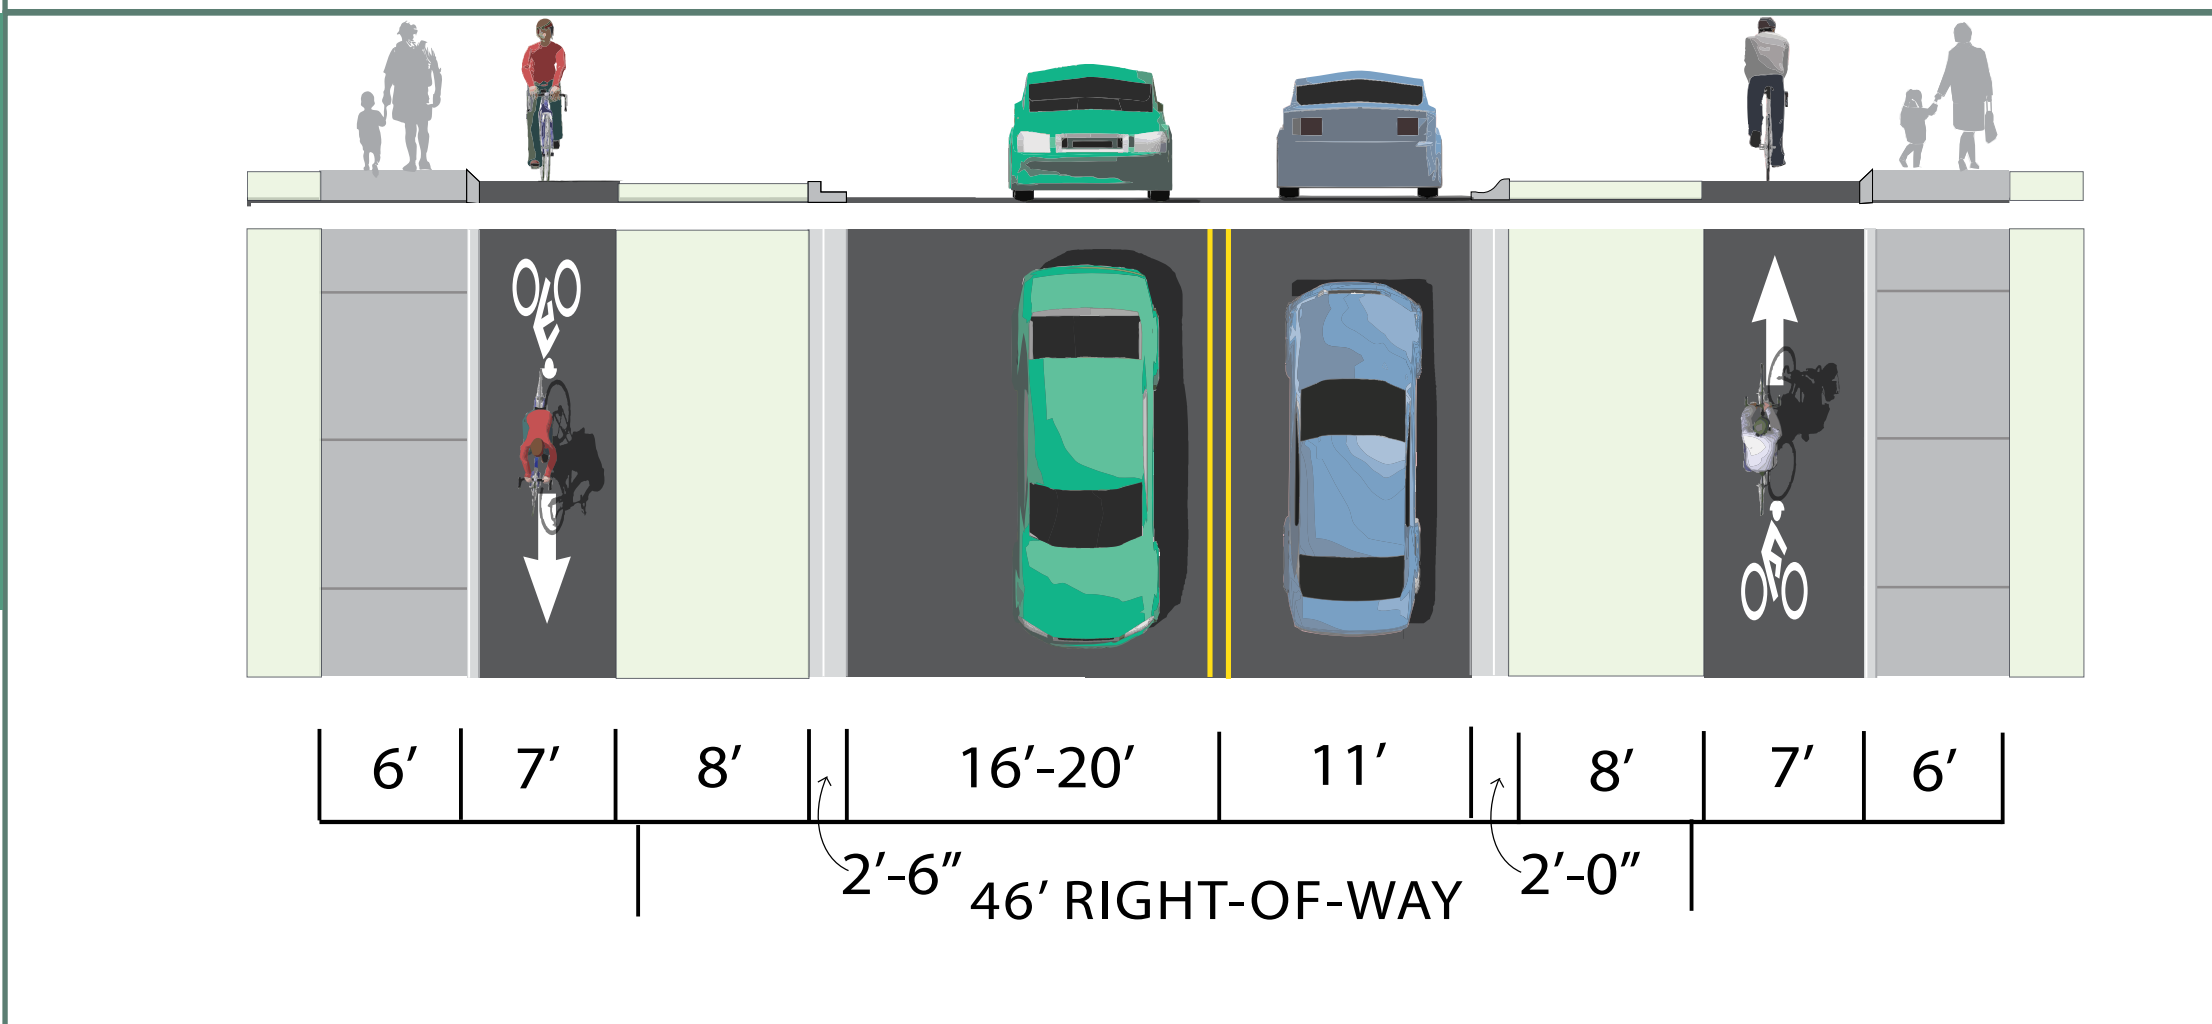 6’ 7’ 8’ 16’-20’ 11’ 8’ 7’ 6’
2’-6” 2’-0”
46’ RIGHT-OF-WAY